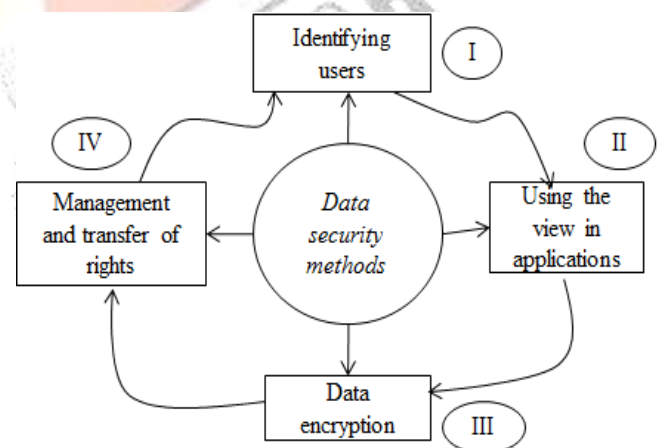 Identifying
users
I
IV
II
Management
and transfer of
rights
Data
security
methods
Using the
view in
applications
Data
encryption
III